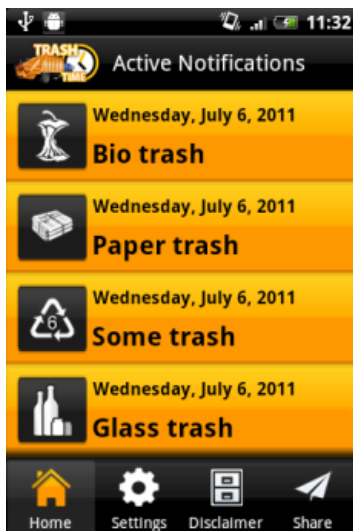 11:32
TRASH
TIME
Active Notifications
Wednesday, July 6, 2011
Bio trash
Wednesday, July 6, 2011
Paper trash
Wednesday, July 6, 2011
6
Some trash
Wednesday, July 6, 2011
Glass trash
Home Settings Disclaimer Share